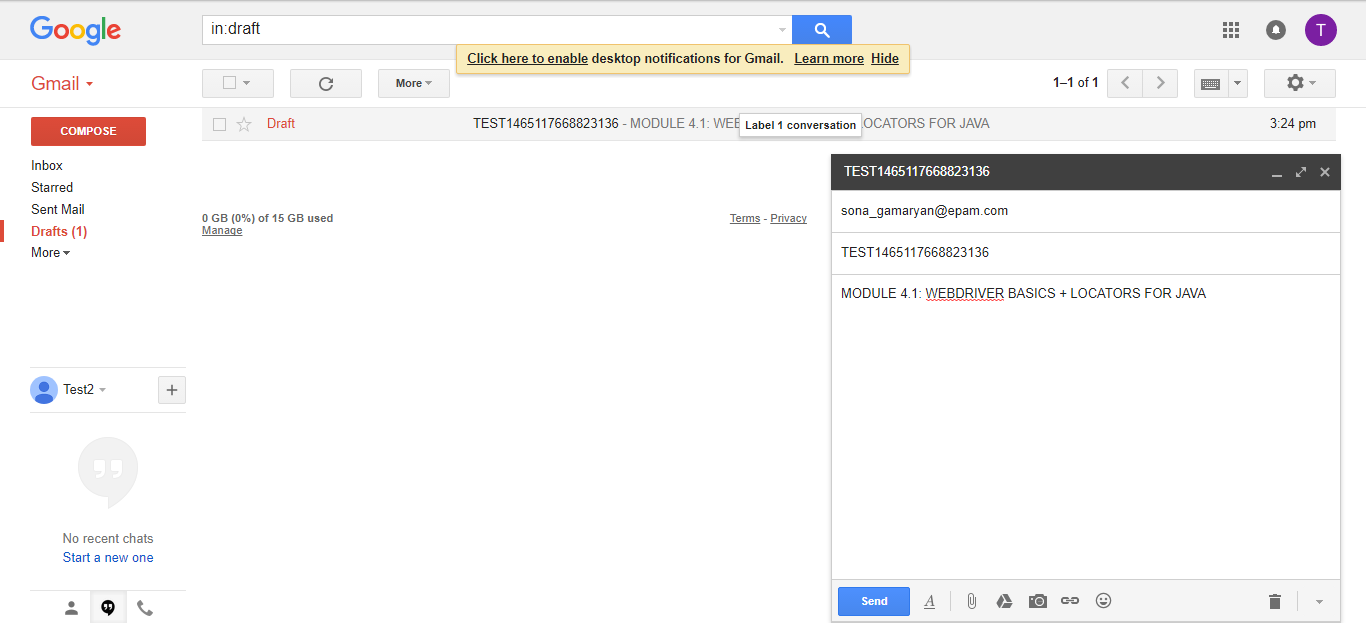 Google
in:draft
T
Click here to enable desktop notifications for Gmail. Learn more Hide
Gmail
More
1–1 of 1
COMPOSE
Draft
TEST1465117668823136 - MODULE 4.1: WEB
Label 1 conversation
OCATORS FOR JAVA
3:24 pm
Inbox
Starred
Sent Mail
Drafts (1)
More
0 GB (0%) of 15 GB used
Manage
Terms - Privacy
TEST1465117668823136
sona_gamaryan@epam.com
TEST1465117668823136
MODULE 4.1: WEBDRIVER BASICS + LOCATORS FOR JAVA
Test2
No recent chats
Start a new one
Send
A